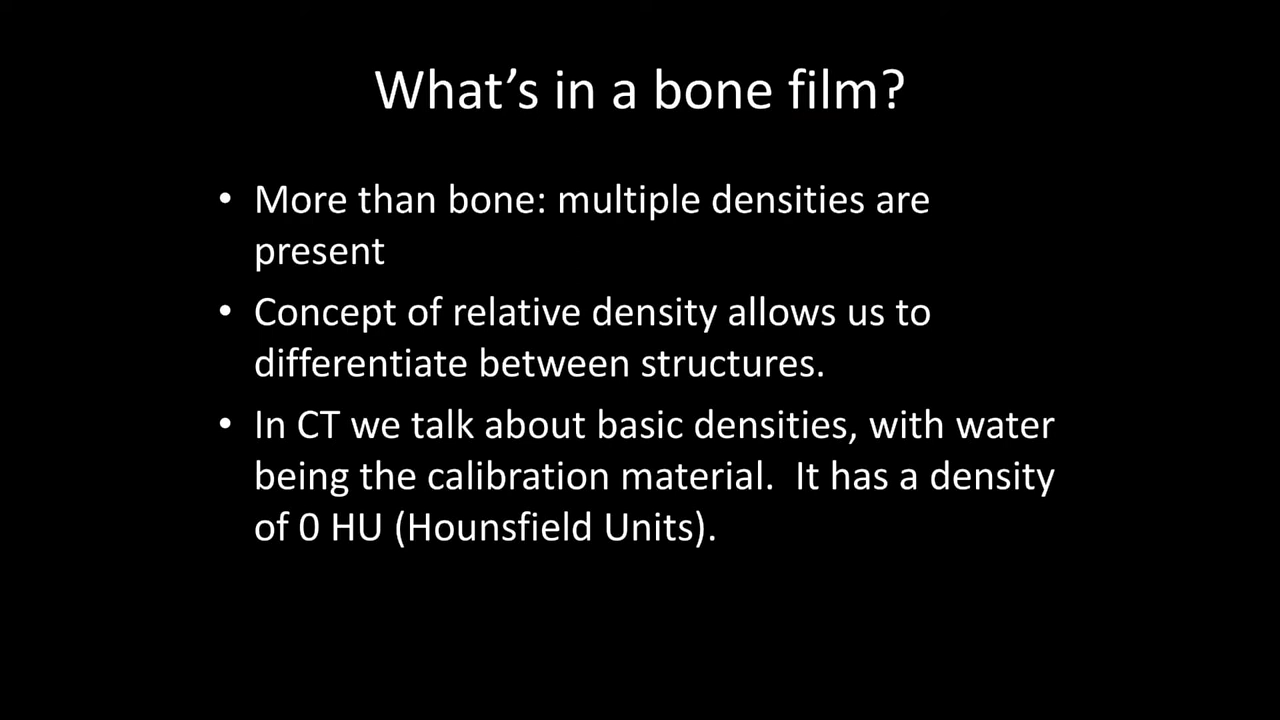 What’s in a bone film?
• More than bone: multiple densities are
present
• Concept of relative density allows us to
differentiate between structures.
• In CT we talk about basic densities, with water
being the calibration material.  It has a density
of 0 HU (Hounsfield Units).